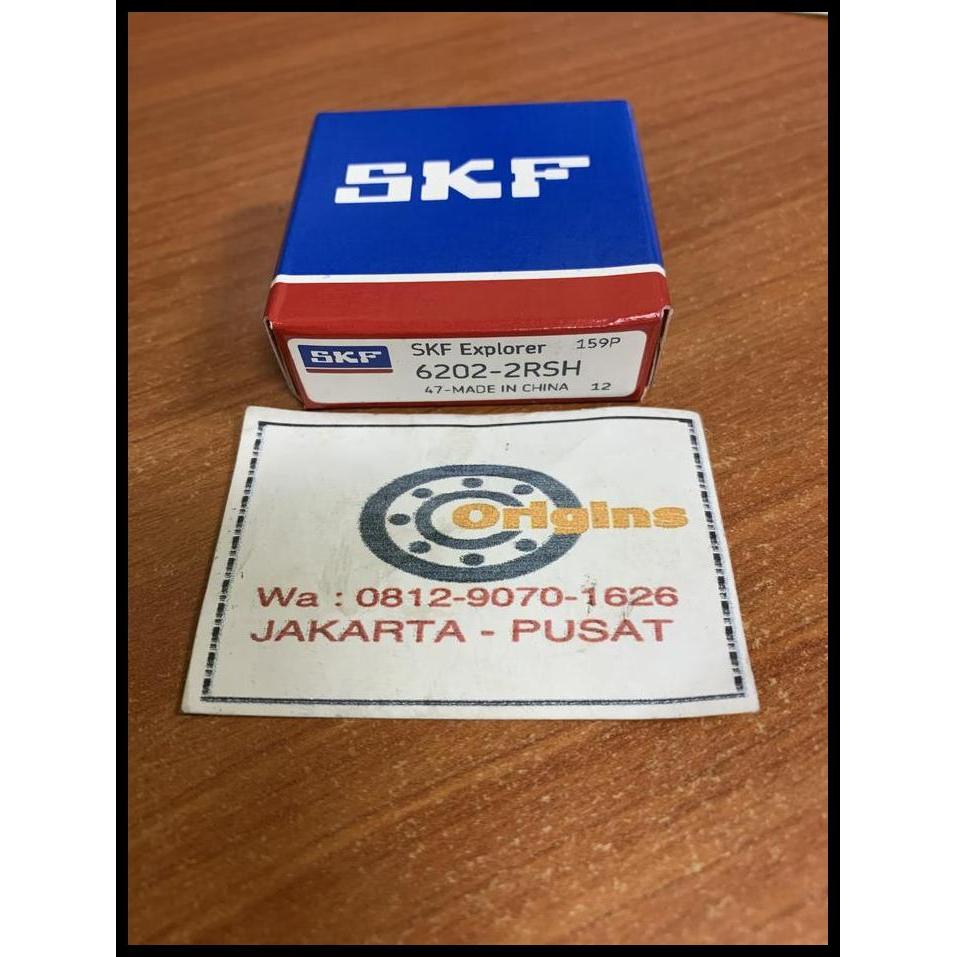 SKF
SKF
SKF Explorer 159P
6202-2RSH
47-MADE IN CHINA 12
OrIgIns
Wa : 0812-9070-1626
JAKARTA - PUSAT